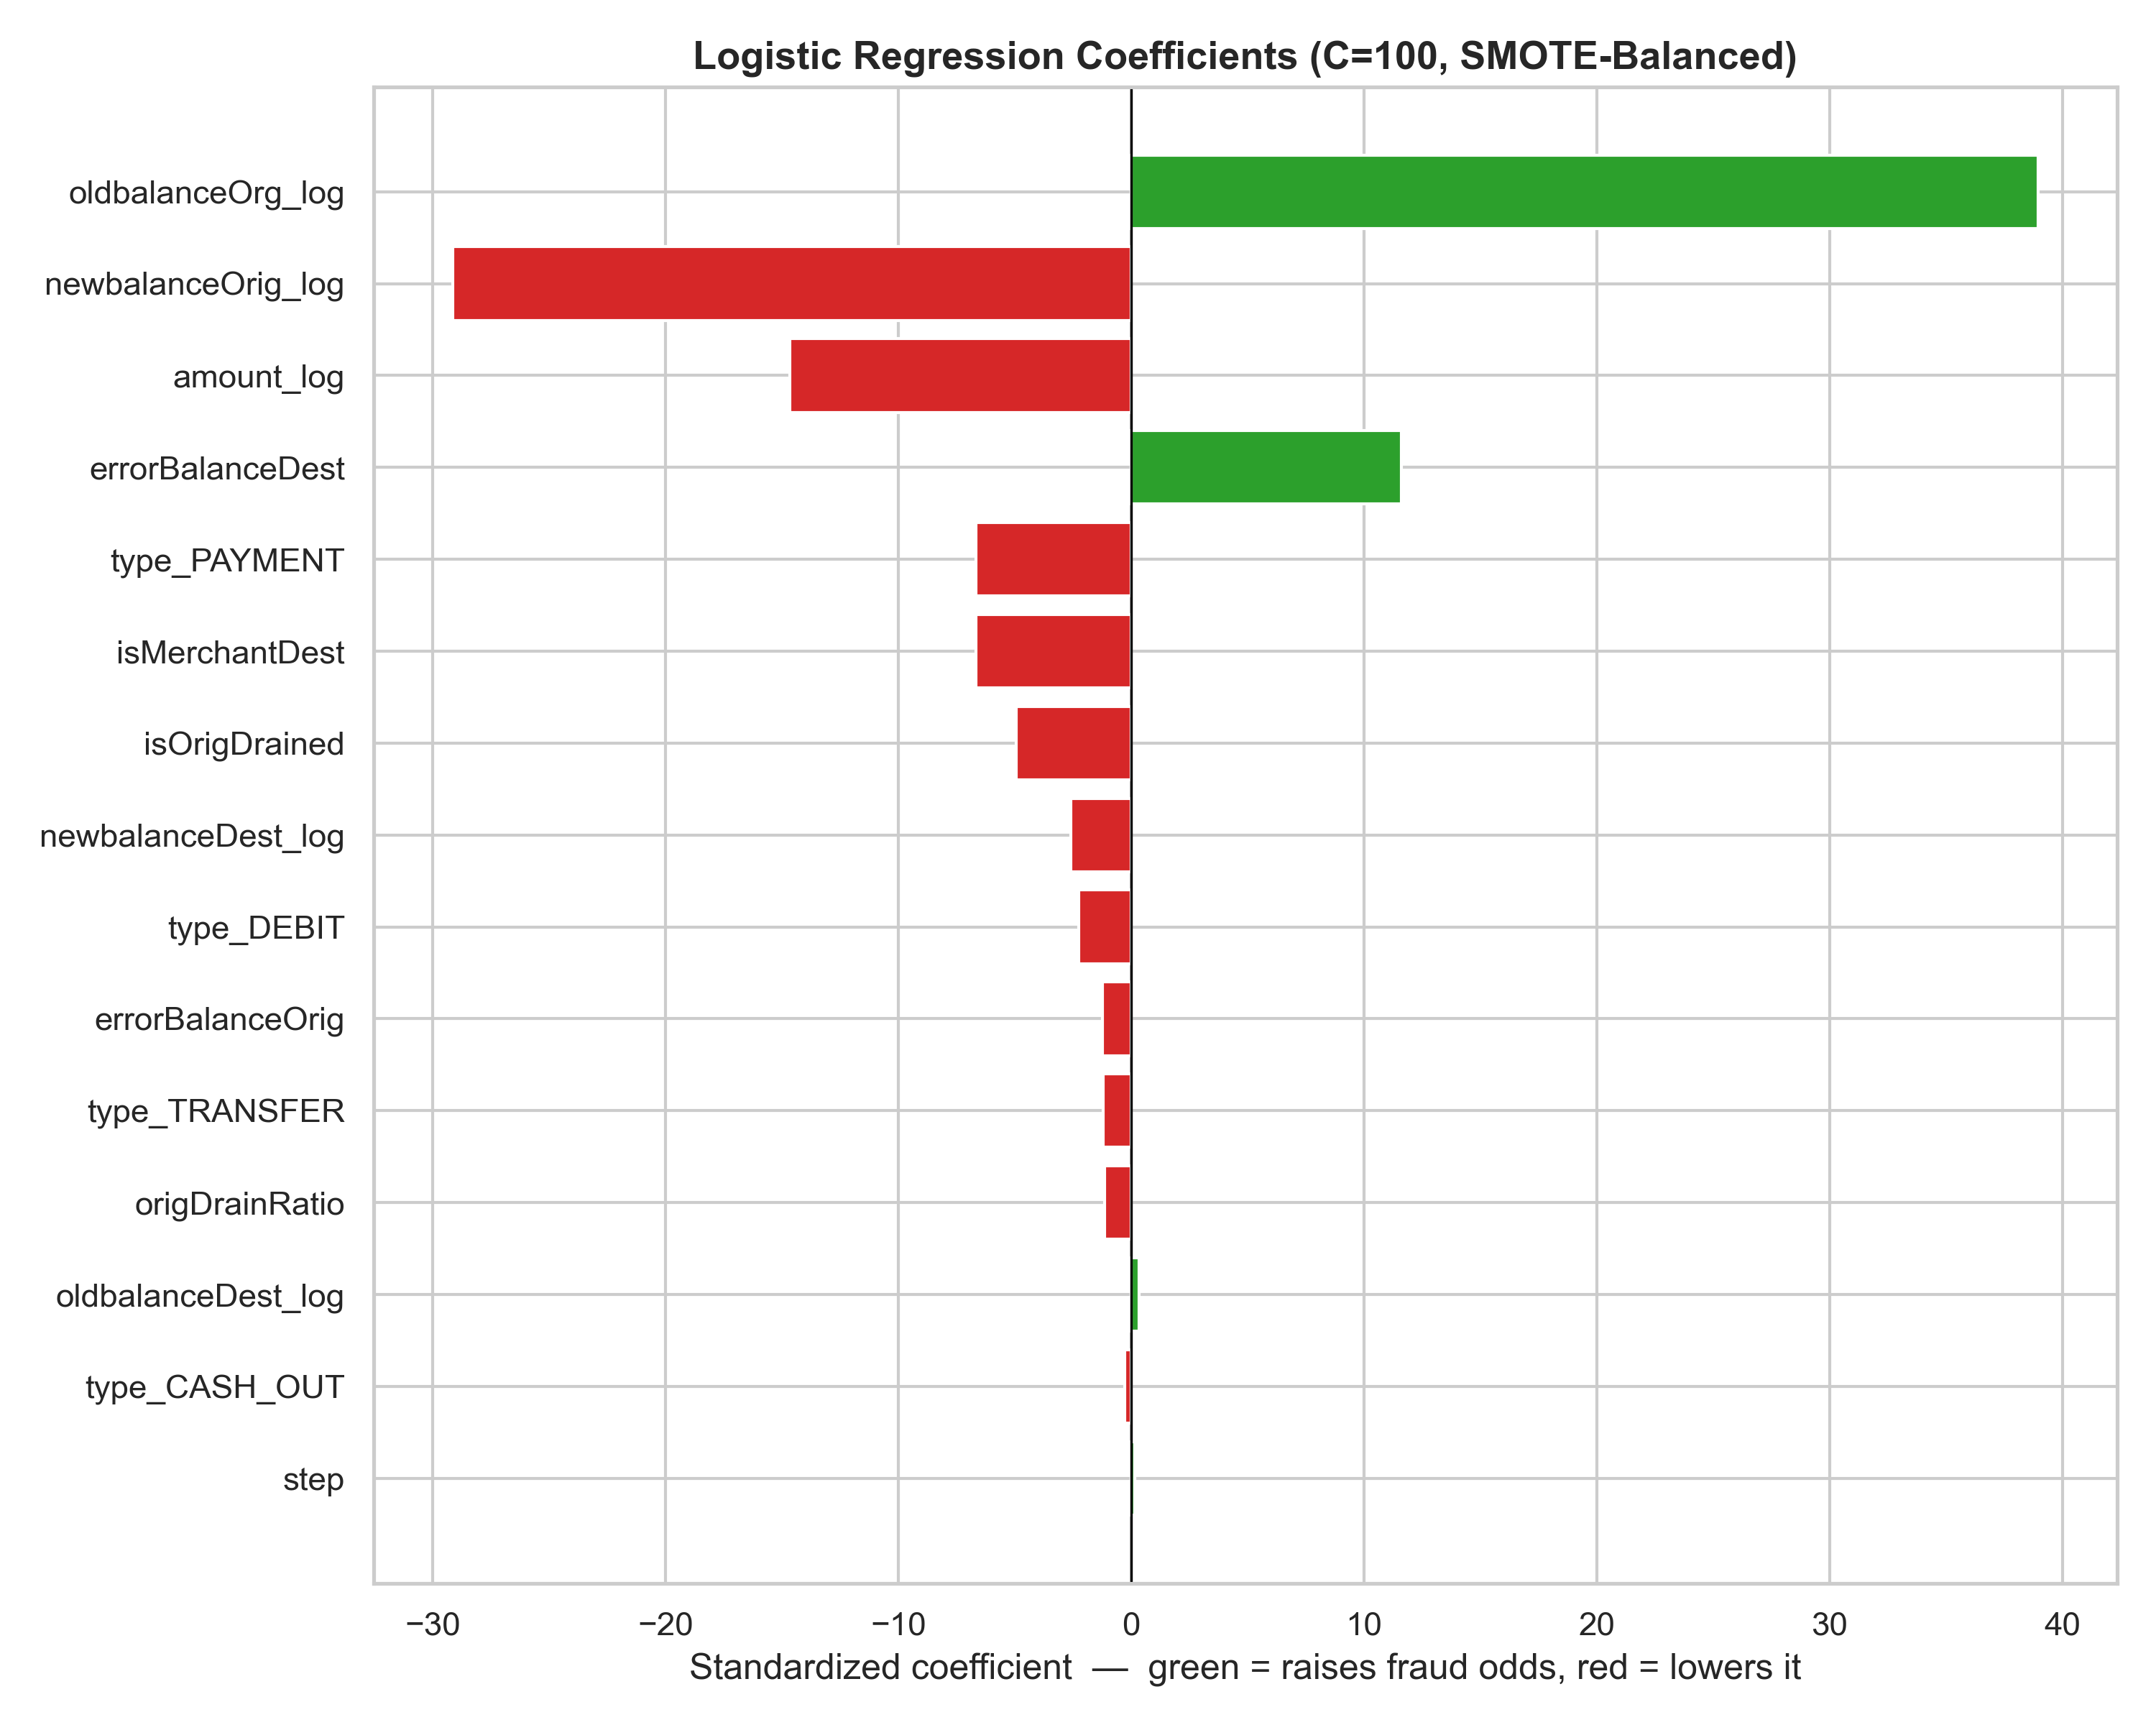 Logistic Regression Coefficients (C=100, SMOTE-Balanced)
oldbalanceOrg_log
newbalanceOrig_log
amount_log
errorBalanceDest
type_PAYMENT
isMerchantDest
isOrigDrained
newbalanceDest_log
type_DEBIT
errorBalanceOrig
type_TRANSFER
origDrainRatio
oldbalanceDest_log
type_CASH_OUT
step
−30 −20 −10 0 10 20 30 40
Standardized coefficient — green = raises fraud odds, red = lowers it